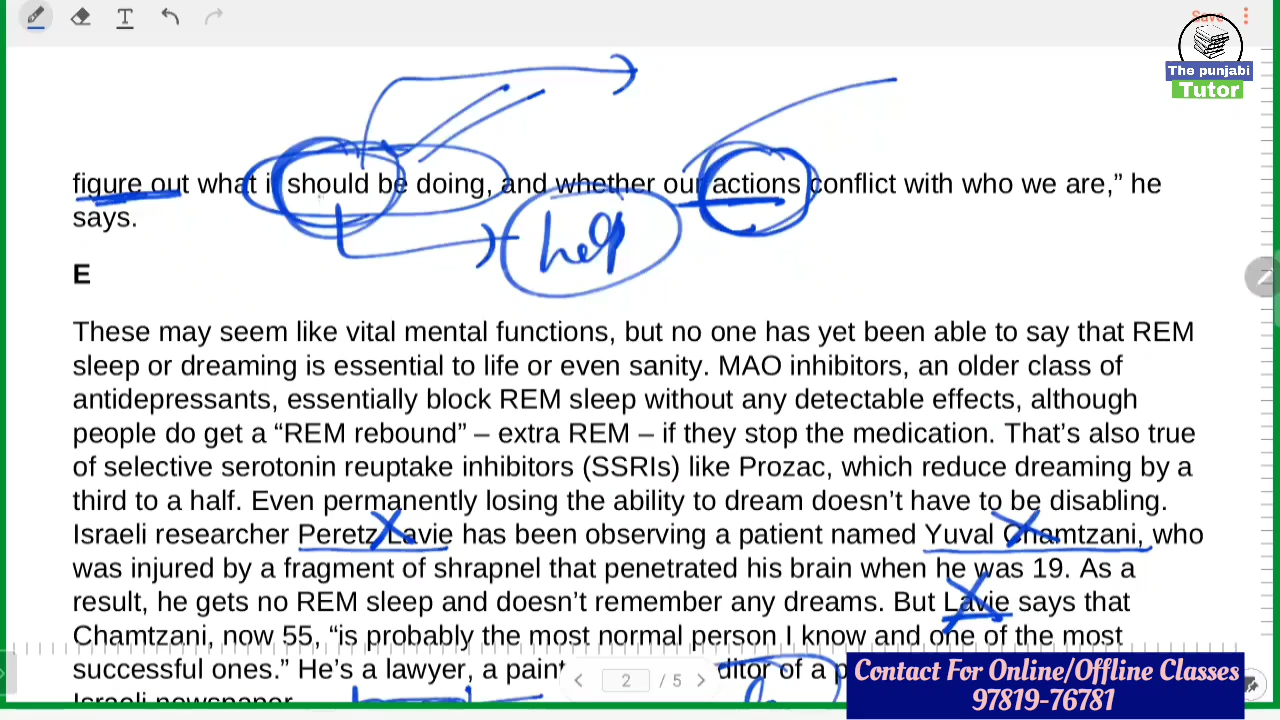 Save
The punjabi
Tutor
figure out what it should be doing, and whether our actions conflict with who we are,” he
says.
help
E
These may seem like vital mental functions, but no one has yet been able to say that REM
sleep or dreaming is essential to life or even sanity. MAO inhibitors, an older class of
antidepressants, essentially block REM sleep without any detectable effects, although
people do get a “REM rebound” – extra REM – if they stop the medication. That’s also true
of selective serotonin reuptake inhibitors (SSRIs) like Prozac, which reduce dreaming by a
third to a half. Even permanently losing the ability to dream doesn’t have to be disabling.
Israeli researcher Peretz Lavie has been observing a patient named Yuval Chamtzani, who
was injured by a fragment of shrapnel that penetrated his brain when he was 19. As a
result, he gets no REM sleep and doesn’t remember any dreams. But Lavie says that
Chamtzani, now 55, “is probably the most normal person I know and one of the most
successful ones.” He’s a lawyer, a paint ditor of a p
Israeli newspaper
2 / 5
Contact For Online/Offline Classes
97819-76781